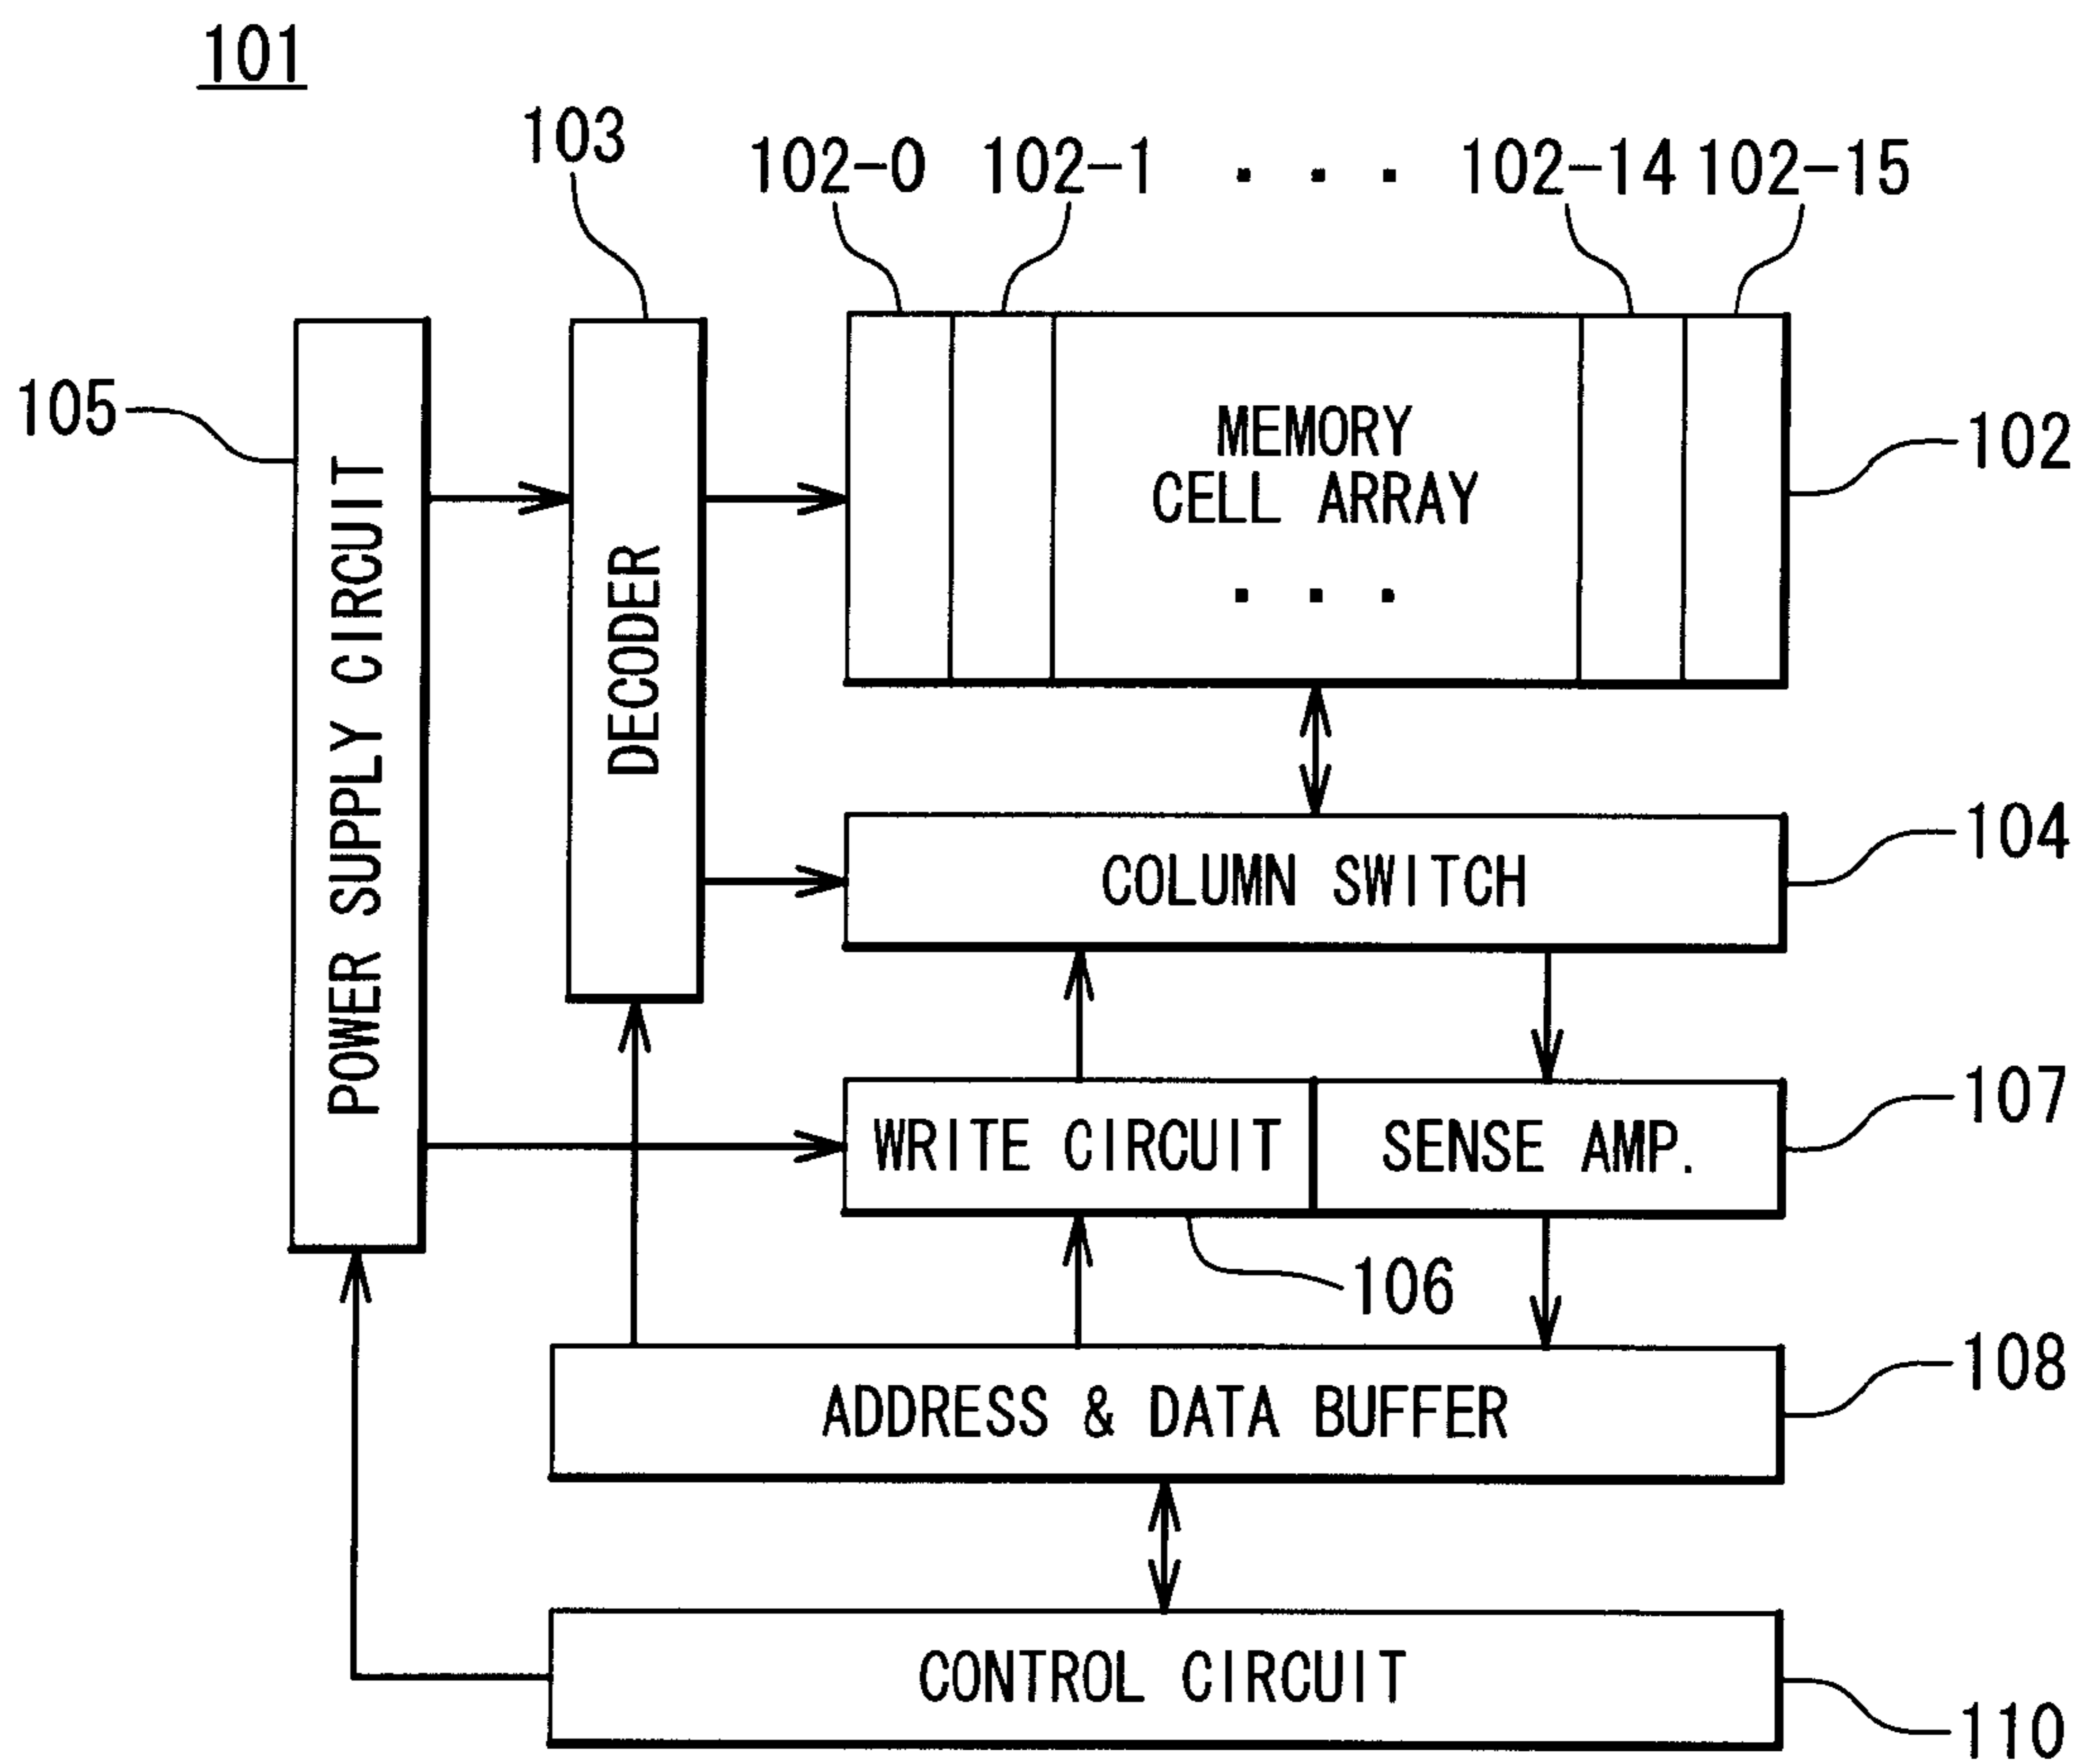 101
103
102-0 102-1 . . . 102-14 102-15
105
MEMORY
CELL ARRAY
. . .
102
POWER SUPPLY CIRCUIT
DECODER
104
COLUMN SWITCH
107
WRITE CIRCUIT
SENSE AMP.
106
108
ADDRESS & DATA BUFFER
CONTROL CIRCUIT
110